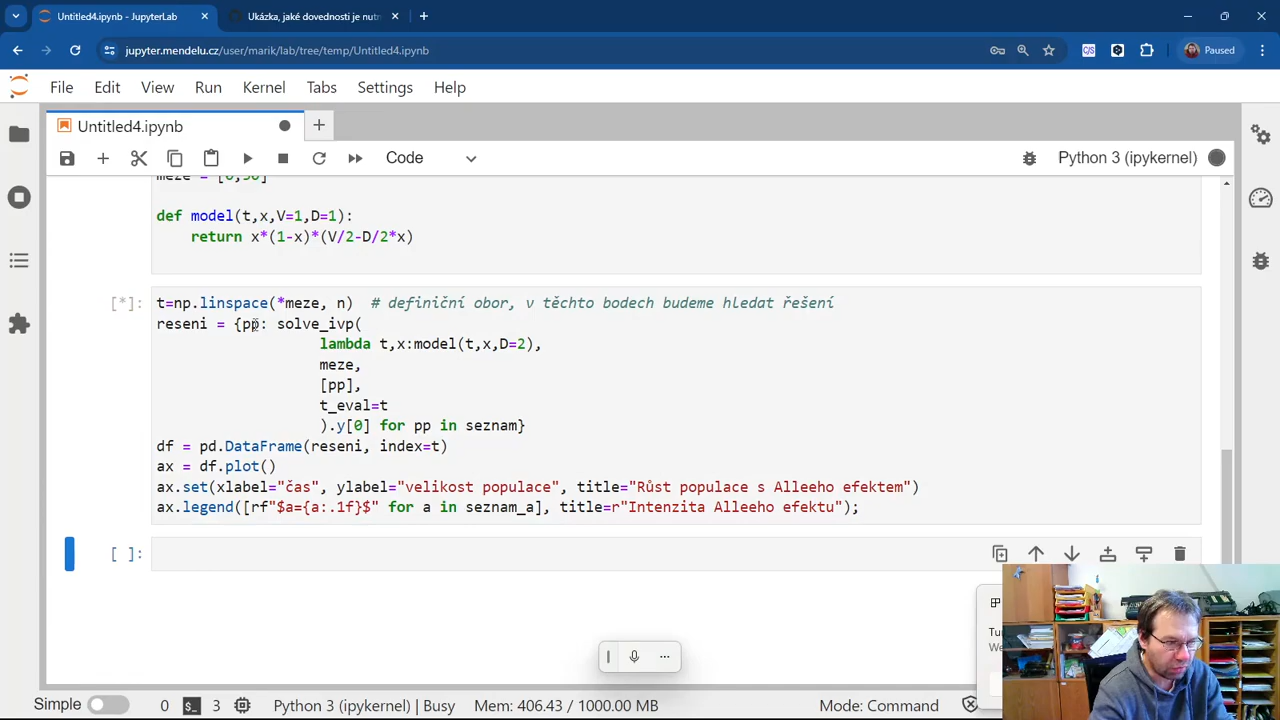 Untitled4.ipynb - JupyterLab
Ukázka, jaké dovednosti je nutn
jupyter.mendelu.cz/user/marik/lab/tree/temp/Untitled4.ipynb
Paused
File Edit View Run Kernel Tabs Settings Help
Untitled4.ipynb
Code
Python 3 (ipykernel)
def model(t,x,V=1,D=1):
return x*(1-x)*(V/2-D/2*x)
[*]: t=np.linspace(*meze, n) # definiční obor, v těchto bodech budeme hledat řešení
reseni = {pp: solve_ivp(
lambda t,x:model(t,x,D=2),
meze,
[pp],
t_eval=t
).y[0] for pp in seznam}
df = pd.DataFrame(reseni, index=t)
ax = df.plot()
ax.set(xlabel="čas", ylabel="velikost populace", title="Růst populace s Alleeho efektem")
ax.legend([rf"$a={a:.1f}$" for a in seznam_a], title=r"Intenzita Alleeho efektu");
[ ]:
Simple 0 3 Python 3 (ipykernel) | Busy Mem: 406.43 / 1000.00 MB Mode: Command